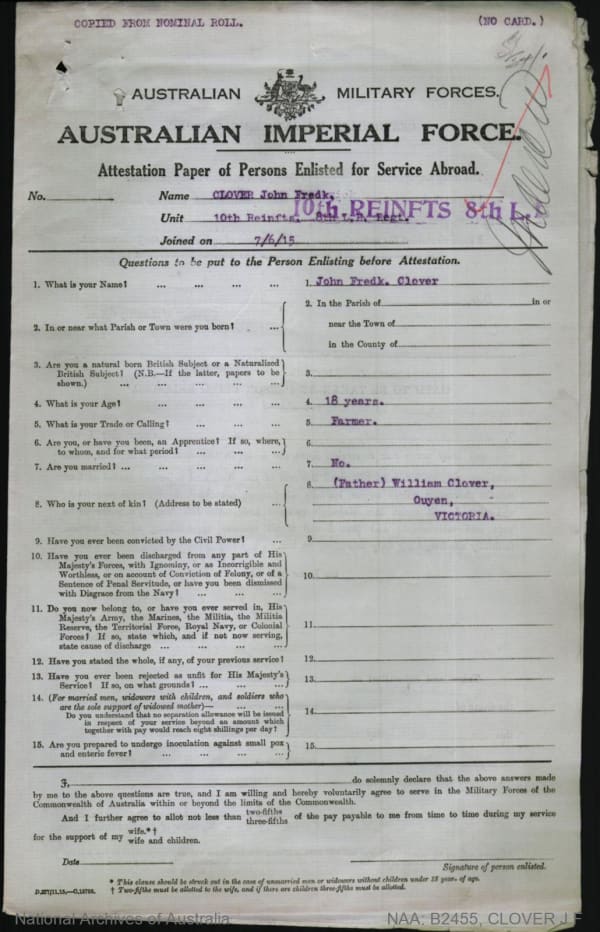 COPIED FROM NOMINAL ROLL. (NO CARD.)
AUSTRALIAN MILITARY FORCES.
AUSTRALIAN IMPERIAL FORCE.
Attestation Paper of Persons Enlisted for Service Abroad.
No. Name CLOVER John Fredk.
10th REINFTS 8th L.
Unit 10th Reinfts. 8th L.H. Regt.
Joined on 7/6/15
Questions to be put to the Person Enlisting before Attestation.
1. What is your Name? ... ... ... ... 1. John Fredk. Clover
2. In or near what Parish or Town were you born? ... 2. In the Parish of in or
near the Town of
in the County of
3. Are you a natural born British Subject or a Naturalized
British Subject? (N.B.—If the latter, papers to be
shown.) ... ... ... ... ... 3.
4. What is your Age? ... ... ... ... 4. 18 years.
5. What is your Trade or Calling? ... ... ... 5. Farmer.
6. Are you, or have you been, an Apprentice? If so, where,
to whom, and for what period? ... ... ... 6.
7. Are you married? ... ... ... ... ... 7. No.
8. Who is your next of kin? (Address to be stated) ... 8. (Father) William Clover,
Ouyen,
VICTORIA.
9. Have you ever been convicted by the Civil Power? ... 9.
10. Have you ever been discharged from any part of His
Majesty's Forces, with Ignominy, or as Incorrigible and
Worthless, or on account of Conviction of Felony, or of a
Sentence of Penal Servitude, or have you been dismissed
with Disgrace from the Navy? ... ... ... 10.
11. Do you now belong to, or have you ever served in, His
Majesty's Army, the Marines, the Militia, the Militia
Reserve, the Territorial Force, Royal Navy, or Colonial
Forces? If so, state which, and if not now serving,
state cause of discharge ... ... ... ... 11.
12. Have you stated the whole, if any, of your previous service? 12.
13. Have you ever been rejected as unfit for His Majesty's
Service? If so, on what grounds? ... ... ... 13.
14. (For married men, widowers with children, and soldiers who
are the sole support of widowed mother)— ... ...
Do you understand that no separation allowance will be issued
in respect of your service beyond an amount which
together with pay would reach eight shillings per day? 14.
15. Are you prepared to undergo inoculation against small pox
and enteric fever? ... ... ... ... 15.
I, do solemnly declare that the above answers made
by me to the above questions are true, and I am willing and hereby voluntarily agree to serve in the Military Forces of the
Commonwealth of Australia within or beyond the limits of the Commonwealth.
And I further agree to allot not less than two-fifths three-fifths of the pay payable to me from time to time during my service
for the support of my wife.*† wife and children.
Date
Signature of person enlisted.
* This clause should be struck out in the case of unmarried men or widowers without children under 18 year of age.
† Two-fifths must be allotted to the wife, and if there are children three-fifths must be allotted.
National Archives of Australia NAA: B2455, CLOVER J F